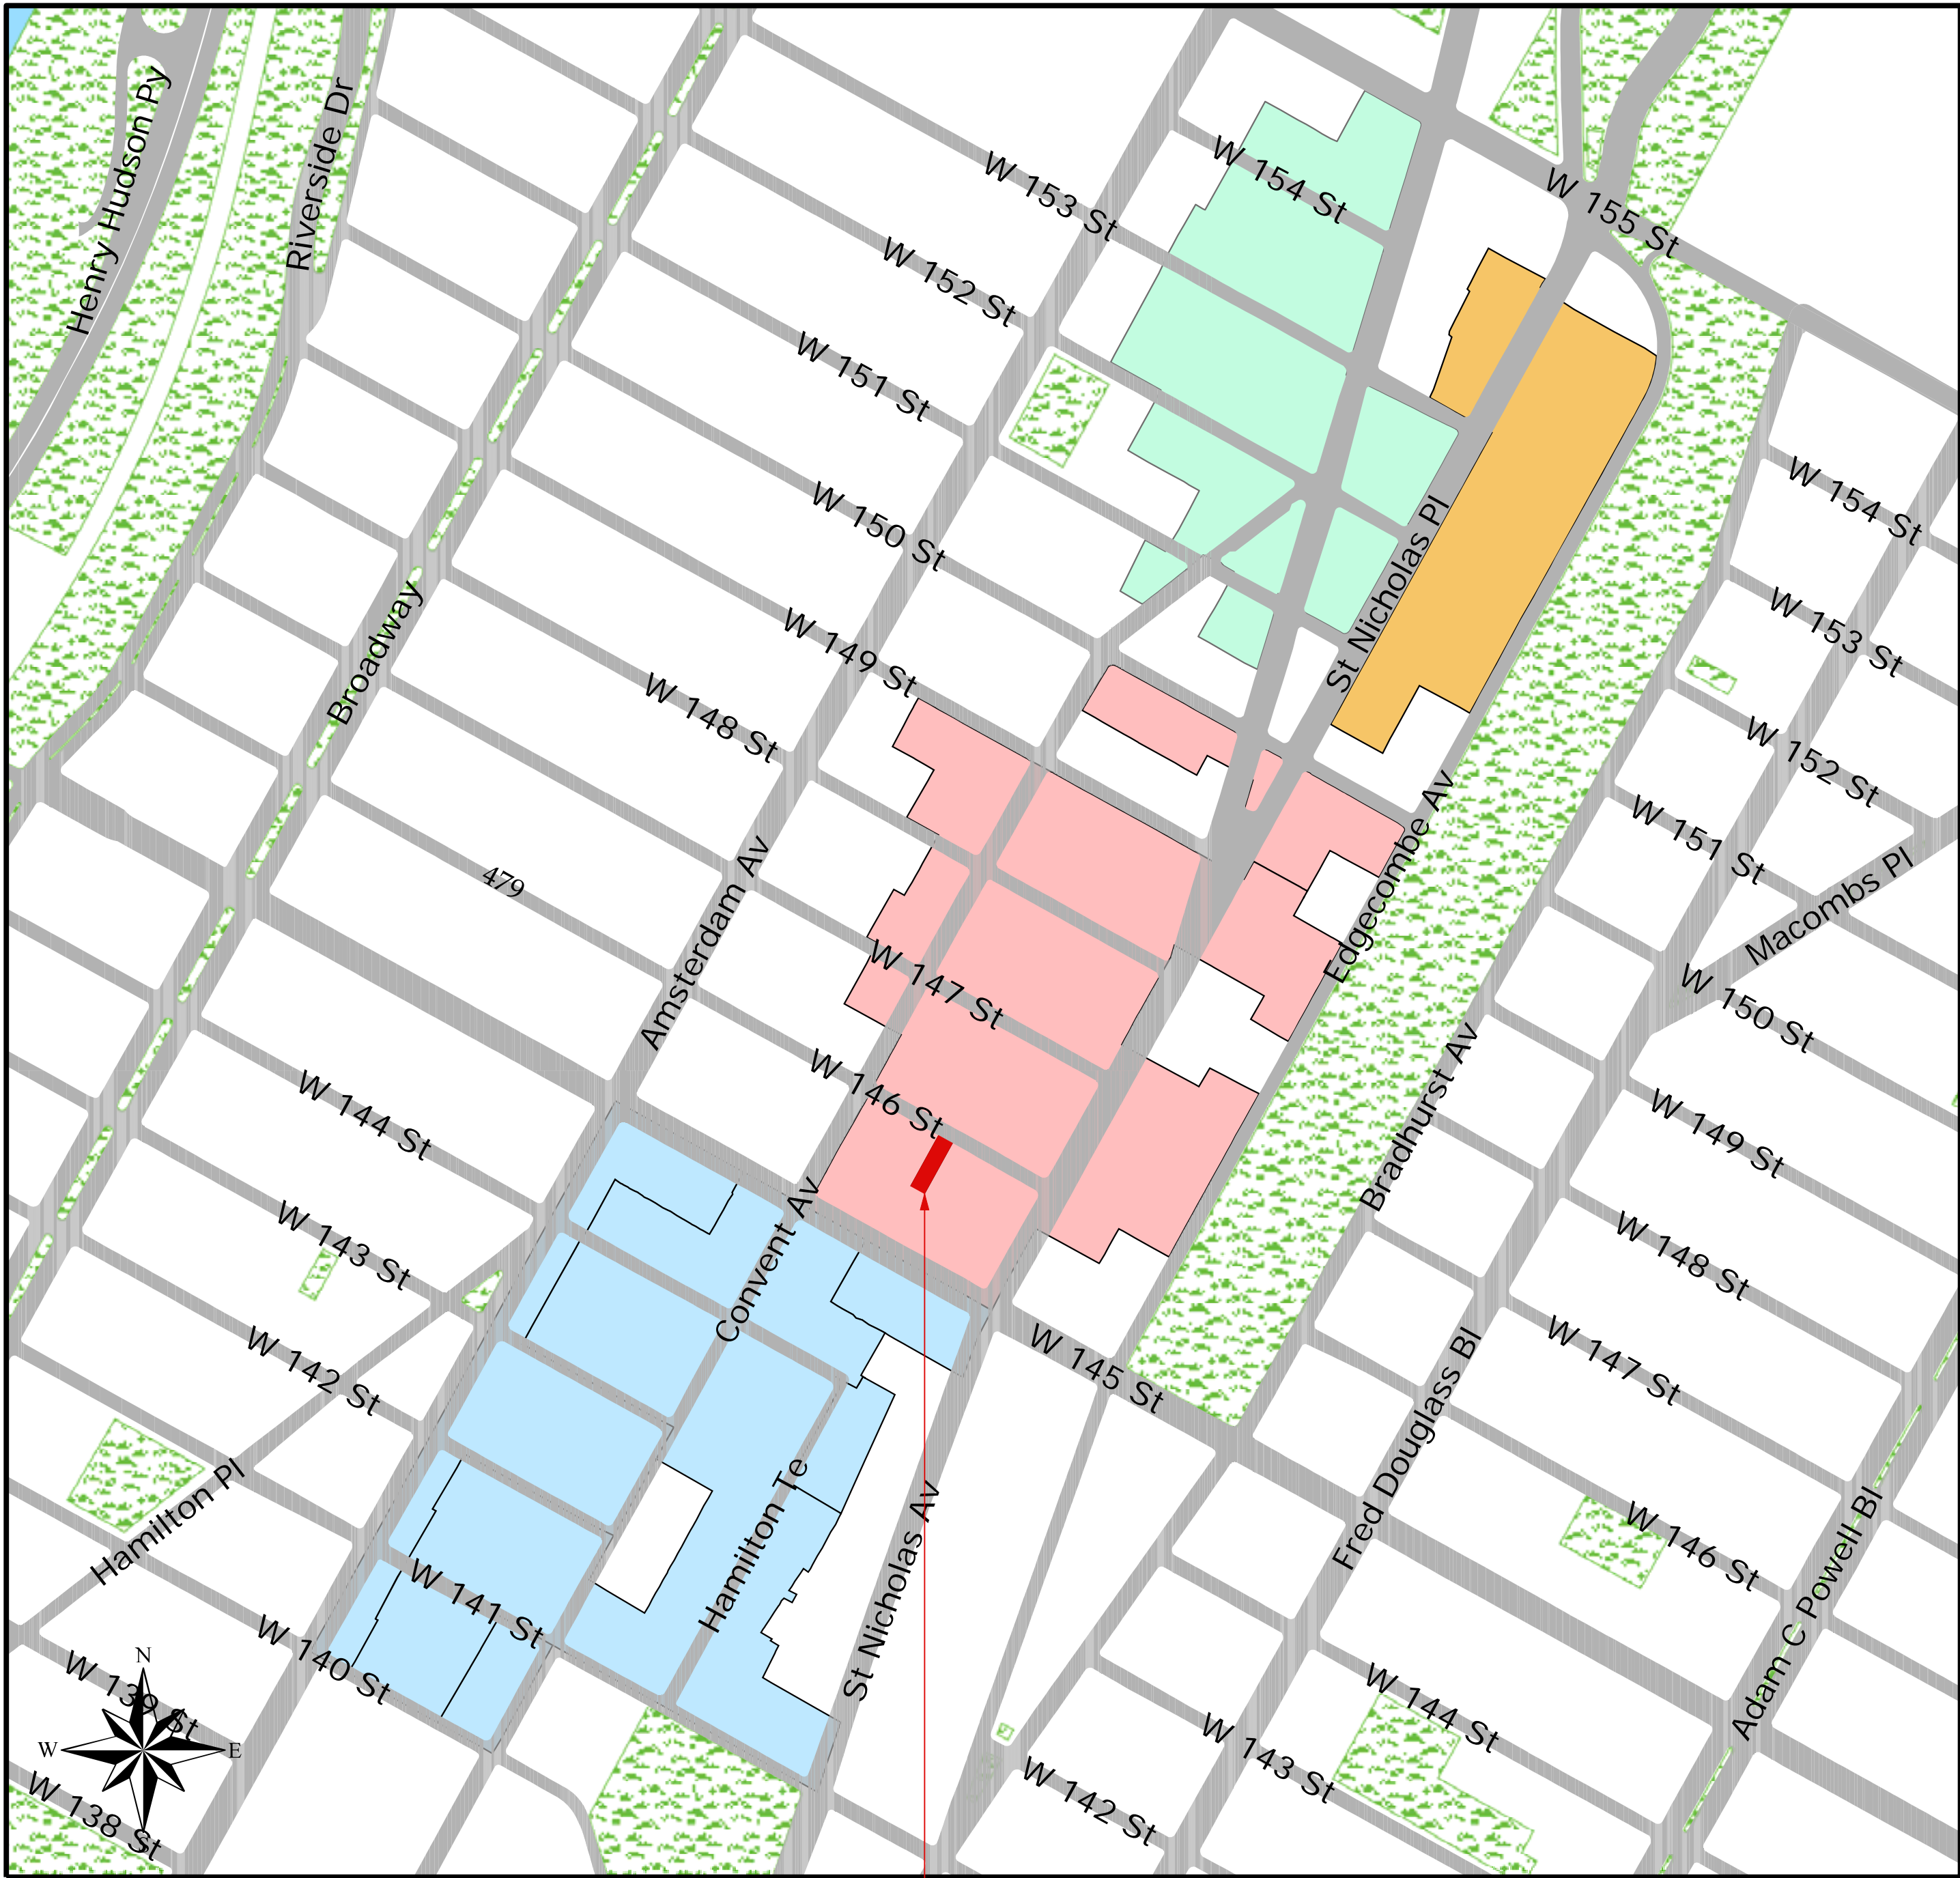 Henry Hudson Py
Riverside Dr
W 153 St
W 154 St
W 155 St
W 152 St
W 151 St
W 150 St
W 149 St
W 148 St
Broadway
479
Amsterdam Av
W 147 St
W 146 St
St Nicholas Pl
Edgecombe Av
Bradhurst Av
W 154 St
W 153 St
W 152 St
W 151 St
Macombs Pl
W 150 St
W 149 St
W 148 St
W 147 St
W 146 St
W 144 St
W 143 St
W 142 St
Hamilton Pl
Convent Av
W 145 St
Hamilton Te
St Nicholas Av
W 141 St
W 140 St
W 139 St
W 138 St
Fred Douglass Bl
Adam C Powell Bl
W 144 St
W 143 St
W 142 St
N
W
E
S